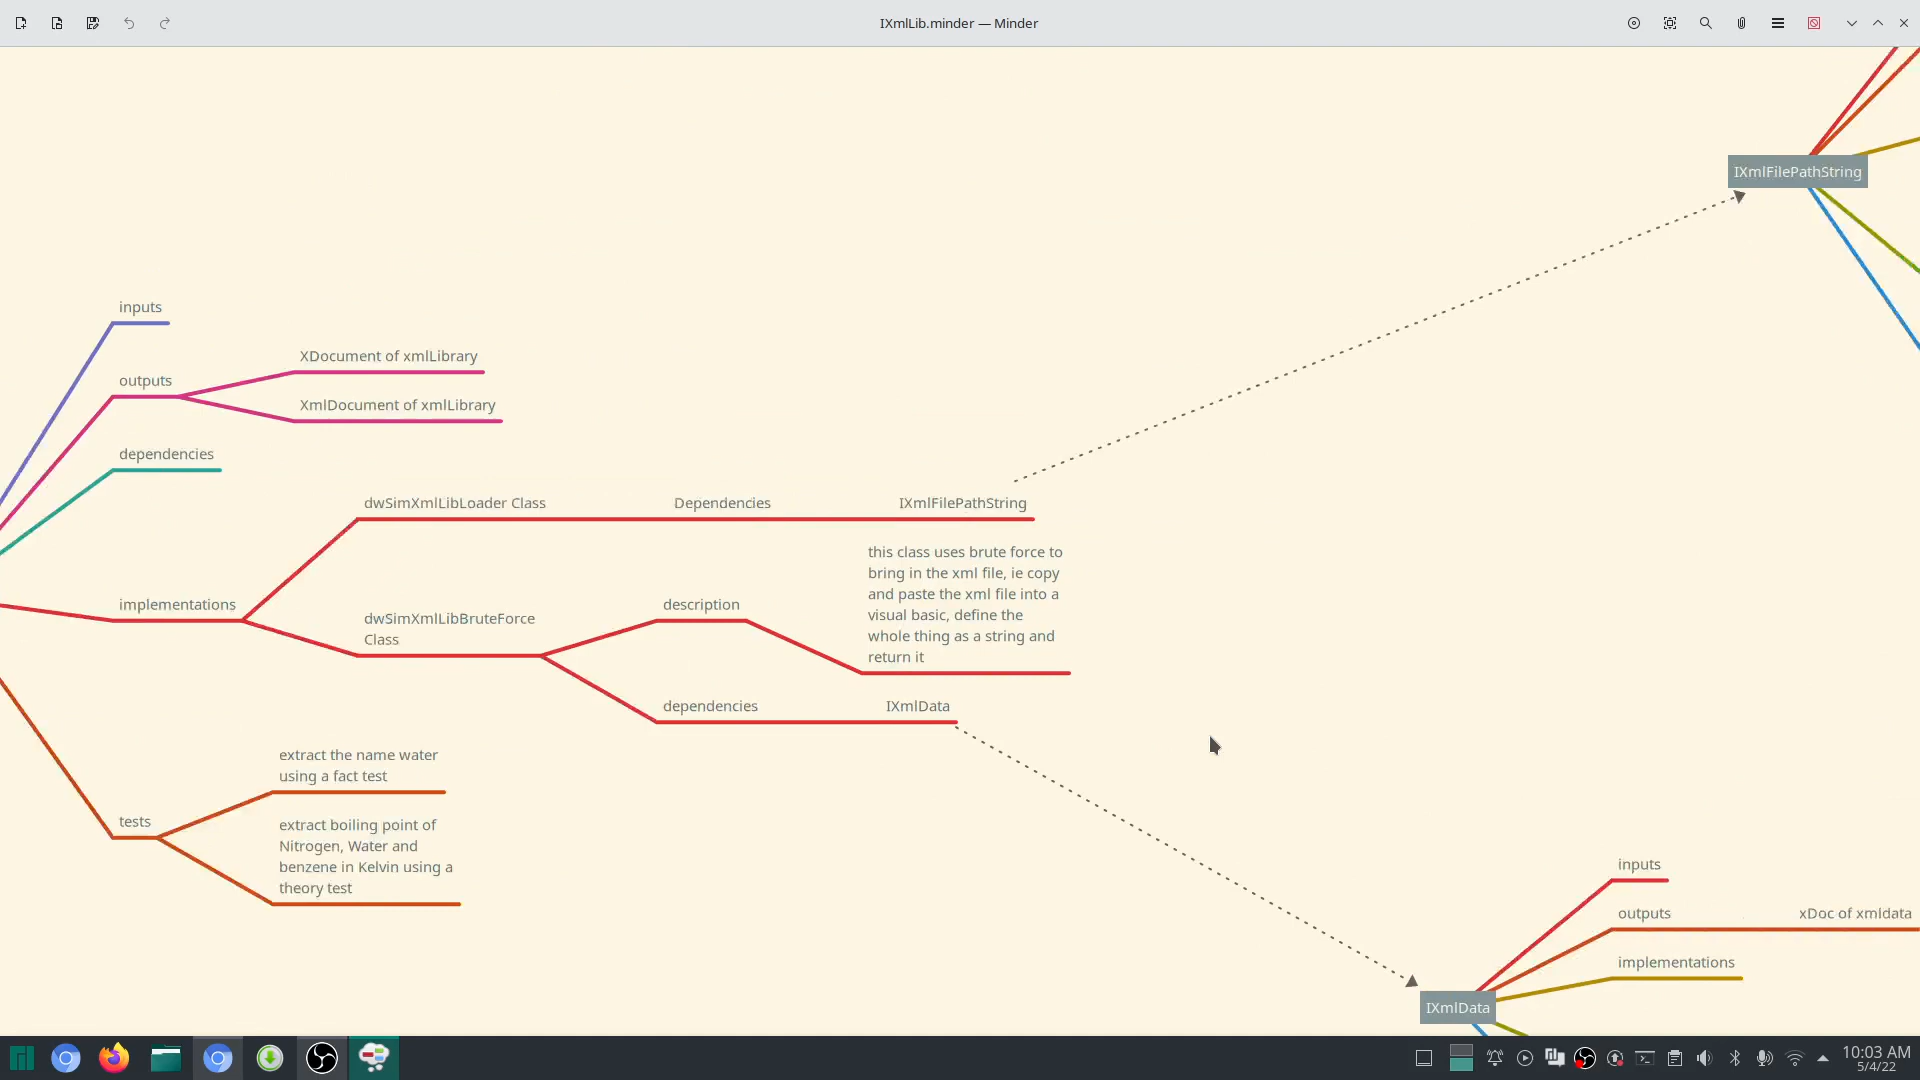 IXmlLib.minder — Minder
IXmlFilePathString
inputs
outputs
XDocument of xmlLibrary
XmlDocument of xmlLibrary
dependencies
dwSimXmlLibLoader Class
Dependencies
IXmlFilePathString
implementations
dwSimXmlLibBruteForce
Class
description
this class uses brute force to
bring in the xml file, ie copy
and paste the xml file into a
visual basic, define the
whole thing as a string and
return it
dependencies
IXmlData
tests
extract the name water
using a fact test
extract boiling point of
Nitrogen, Water and
benzene in Kelvin using a
theory test
inputs
outputs
xDoc of xmldata
implementations
IXmlData
10:03 AM
5/4/22